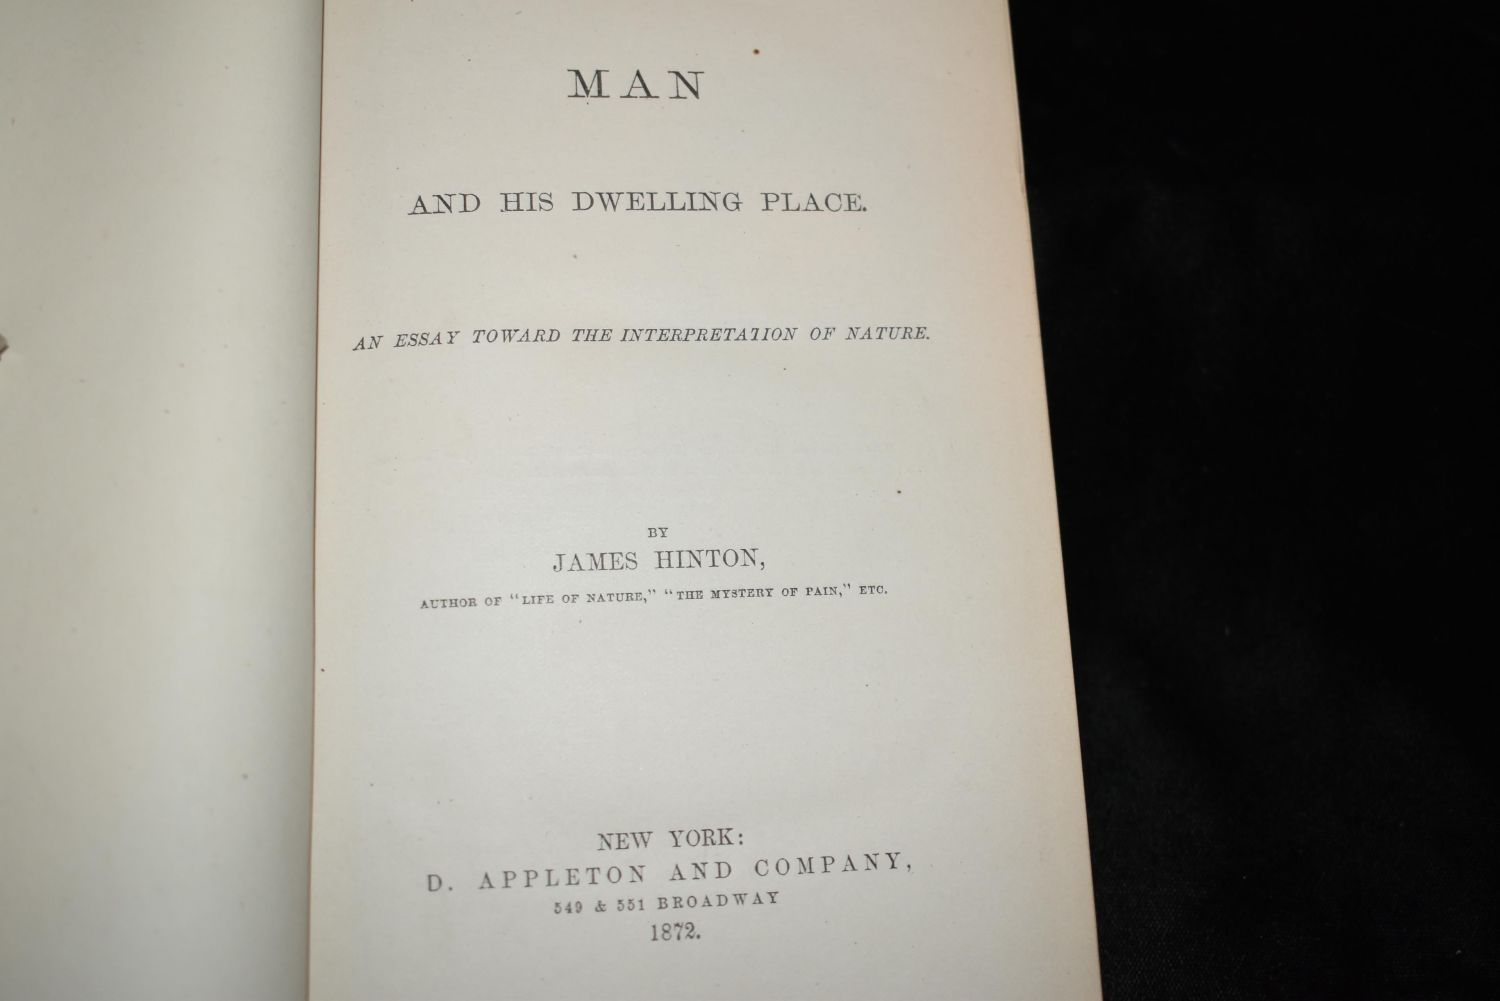 MAN
AND HIS DWELLING PLACE.
AN ESSAY TOWARD THE INTERPRETATION OF NATURE.
BY
JAMES HINTON,
AUTHOR OF "LIFE OF NATURE," "THE MYSTERY OF PAIN," ETC.
NEW YORK:
D. APPLETON AND COMPANY,
549 & 551 BROADWAY
1872.